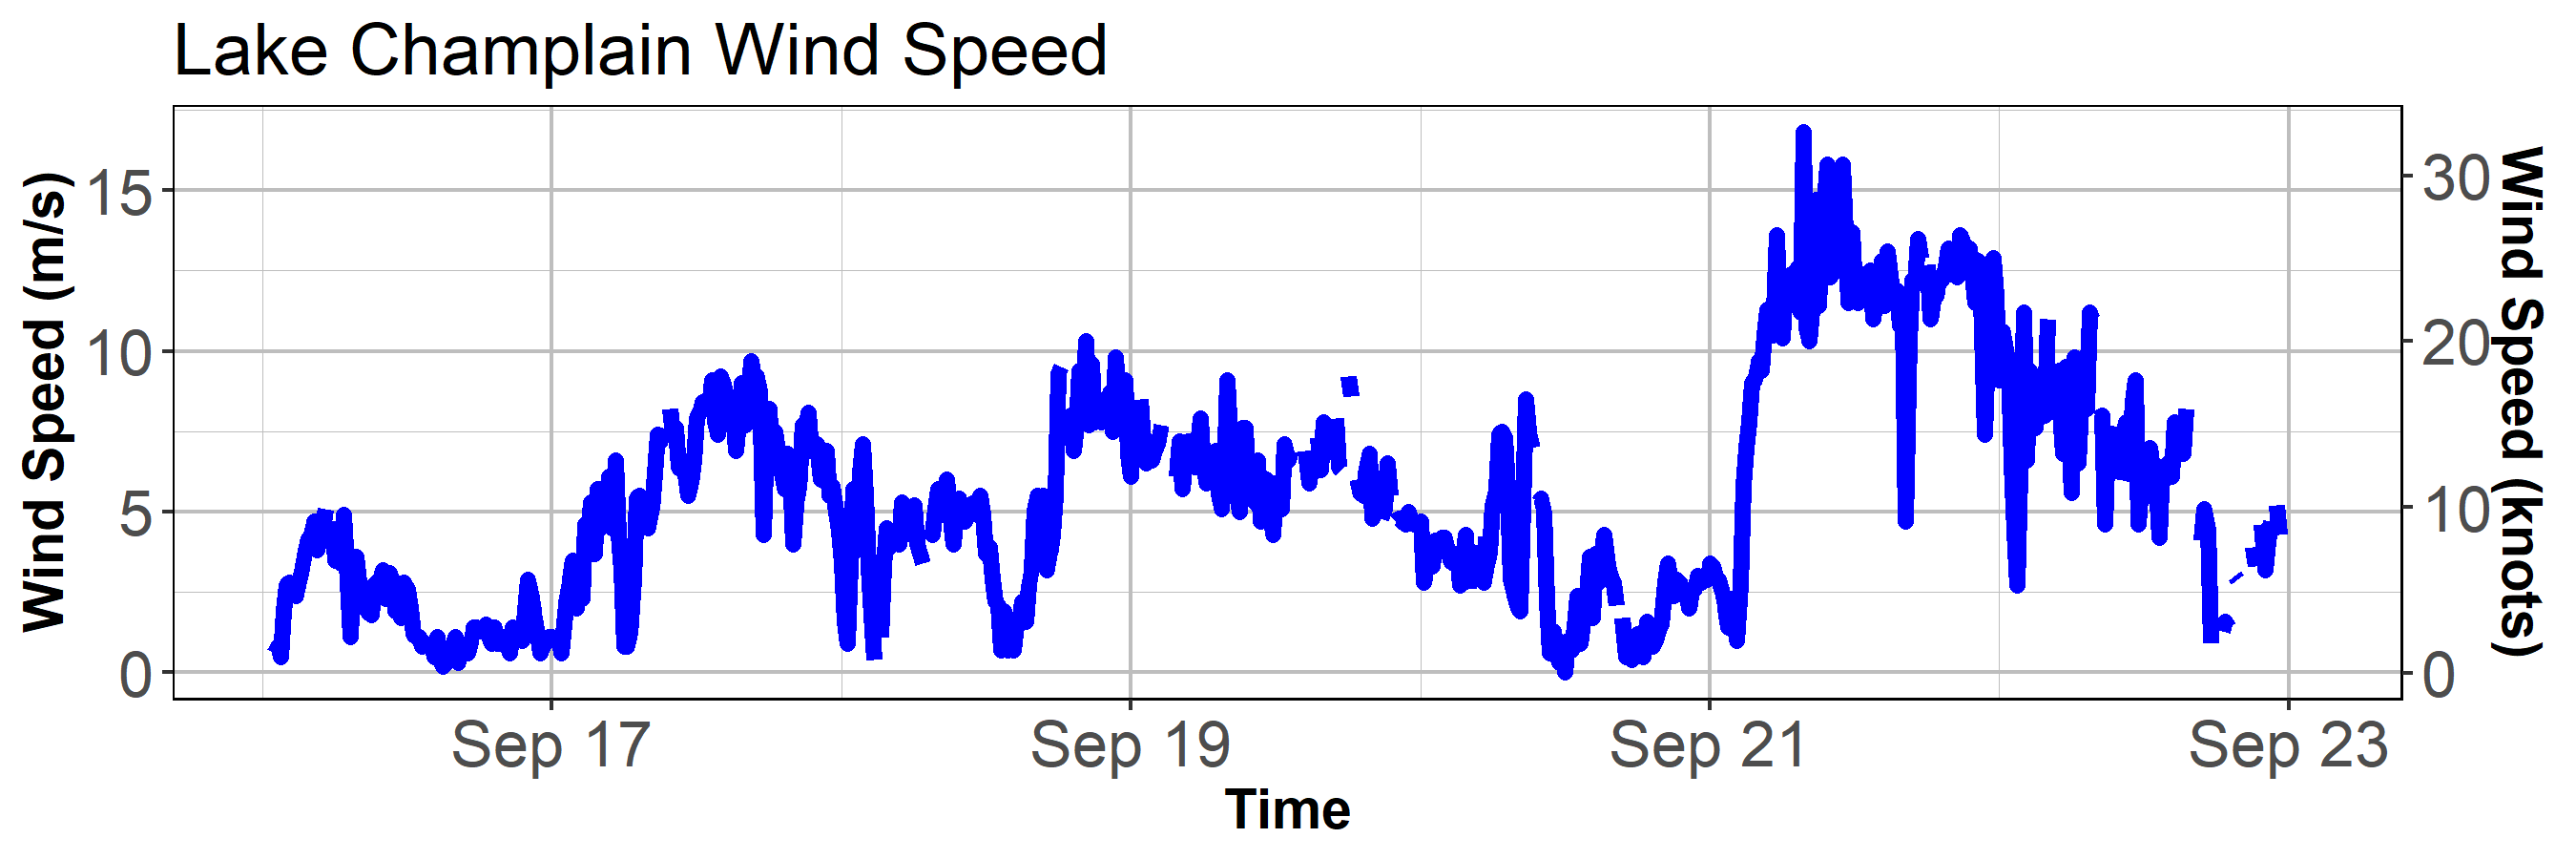 Lake Champlain Wind Speed
Wind Speed (m/s)
15
10
5
0
30
20
10
0
Wind Speed (knots)
Sep 17
Sep 19
Sep 21
Sep 23
Time